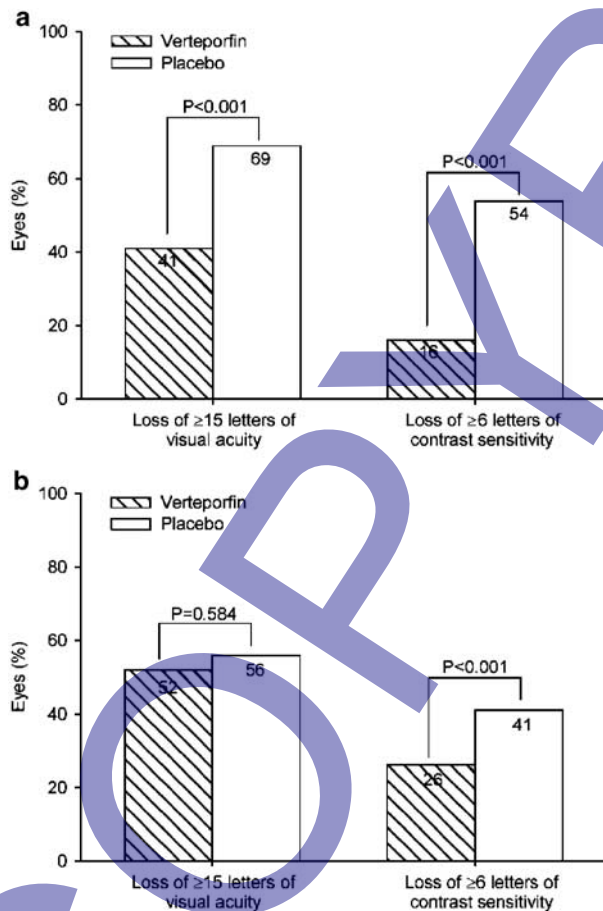 a
100
80
60
40
20
0
Eyes (%)
Verteporfin
Placebo
P<0.001
69
41
P<0.001
54
16
Loss of ≥15 letters of
visual acuity
Loss of ≥6 letters of
contrast sensitivity
b
100
80
60
40
20
0
Eyes (%)
Verteporfin
Placebo
P=0.584
52
56
P<0.001
41
26
Loss of ≥15 letters of
visual acuity
Loss of ≥6 letters of
contrast sensitivity
COPY